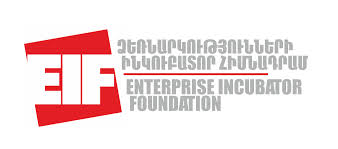 EIF
ՁԵՌՆԱՐԿՈՒԹՅՈՒՆՆԵՐԻ
ԻՆԿՈՒԲԱՏՈՐ ՀԻՄՆԱԴՐԱՄ
ENTERPRISE INCUBATOR
FOUNDATION